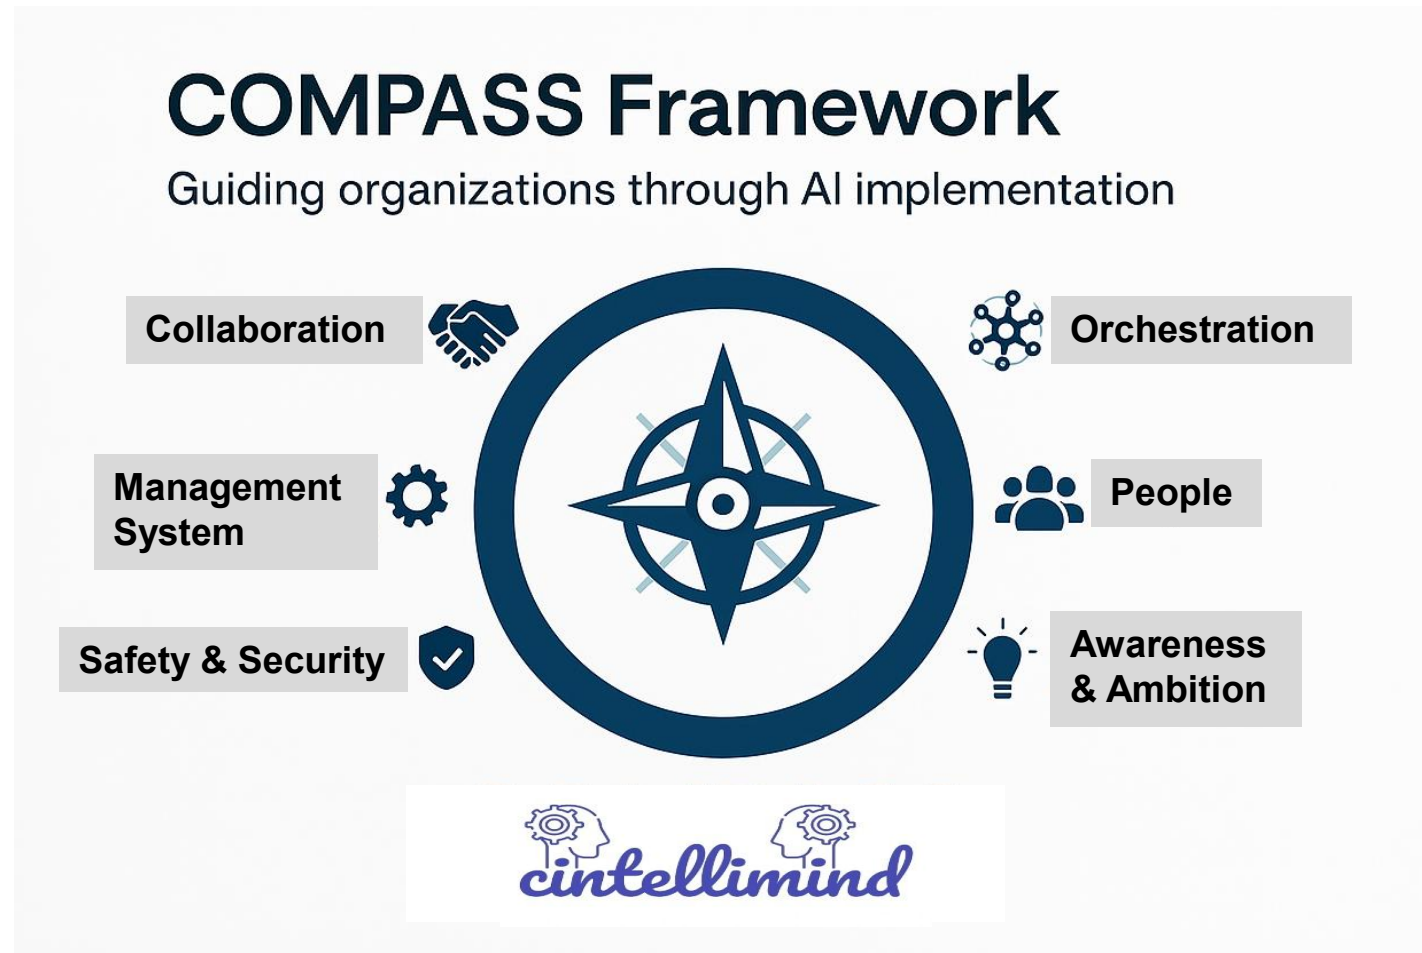 COMPASS Framework
Guiding organizations through AI implementation
Collaboration
Orchestration
Management
System
People
Safety & Security
Awareness
& Ambition
cintellimind